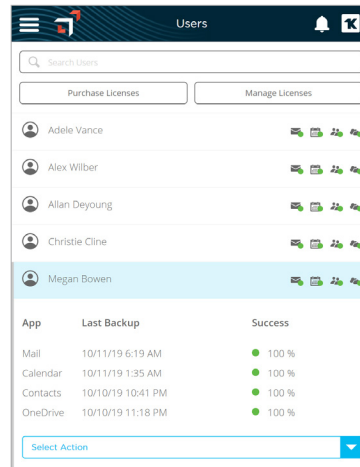 Users
Search Users
Purchase Licenses Manage Licenses
Adele Vance
Alex Wilber
Allan Deyoung
Christie Cline
Megan Bowen
App Last Backup Success
Mail 10/11/19 6:19 AM 100 %
Calendar 10/11/19 1:35 AM 100 %
Contacts 10/10/19 10:41 PM 100 %
OneDrive 10/10/19 11:18 PM 100 %
Select Action